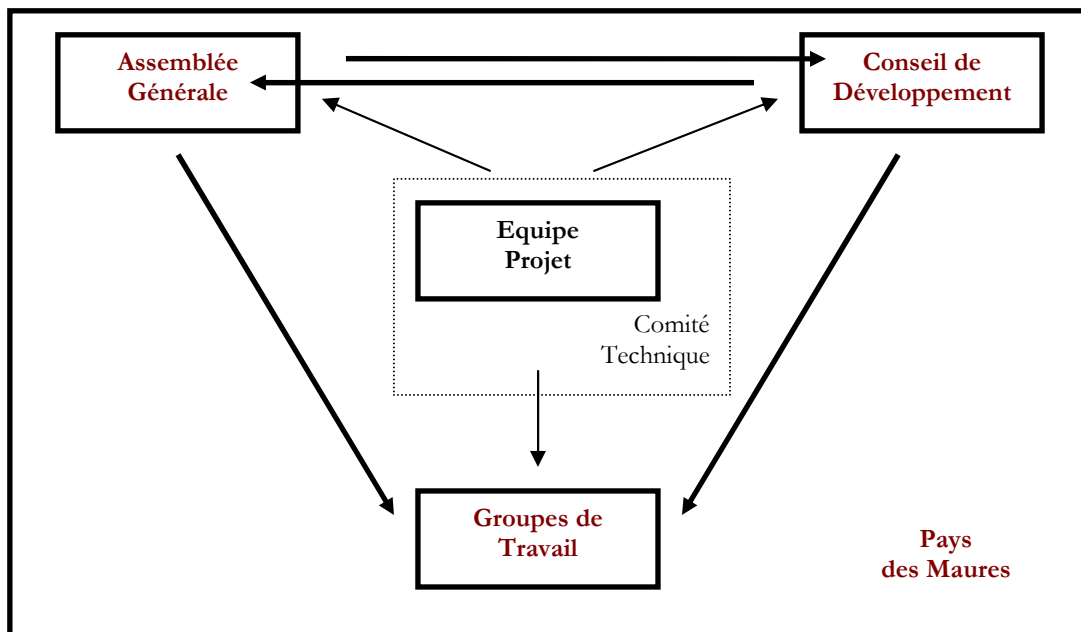 Assemblée
Générale
Conseil de
Développement
Equipe
Projet
Comité
Technique
Groupes de
Travail
Pays
des Maures